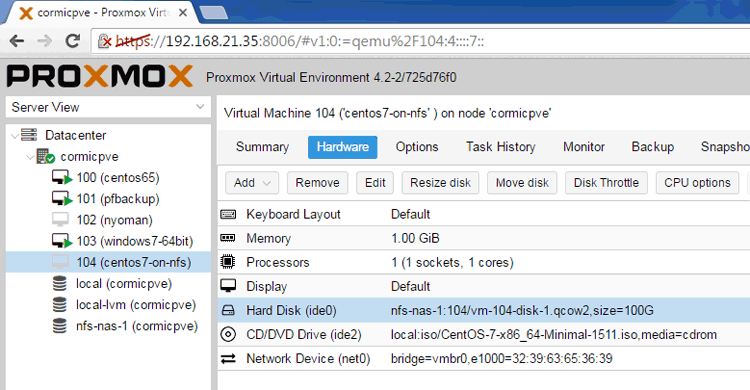 cormicpve - Proxmox Virtu
https://192.168.21.35:8006/#v1:0:=qemu%2F104:4::::7::
PROXMOX Proxmox Virtual Environment 4.2-2/725d76f0
Server View
Virtual Machine 104 ('centos7-on-nfs' ) on node 'cormicpve'
Datacenter
cormicpve
100 (centos65)
101 (pfbackup)
102 (nyoman)
103 (windows7-64bit)
104 (centos7-on-nfs)
local (cormicpve)
local-lvm (cormicpve)
nfs-nas-1 (cormicpve)
Summary Hardware Options Task History Monitor Backup Snapsho
Add Remove Edit Resize disk Move disk Disk Throttle CPU options
Keyboard Layout Default
Memory 1.00 GiB
Processors 1 (1 sockets, 1 cores)
Display Default
Hard Disk (ide0) nfs-nas-1:104/vm-104-disk-1.qcow2,size=100G
CD/DVD Drive (ide2) local:iso/CentOS-7-x86_64-Minimal-1511.iso,media=cdrom
Network Device (net0) bridge=vmbr0,e1000=32:39:63:65:36:39